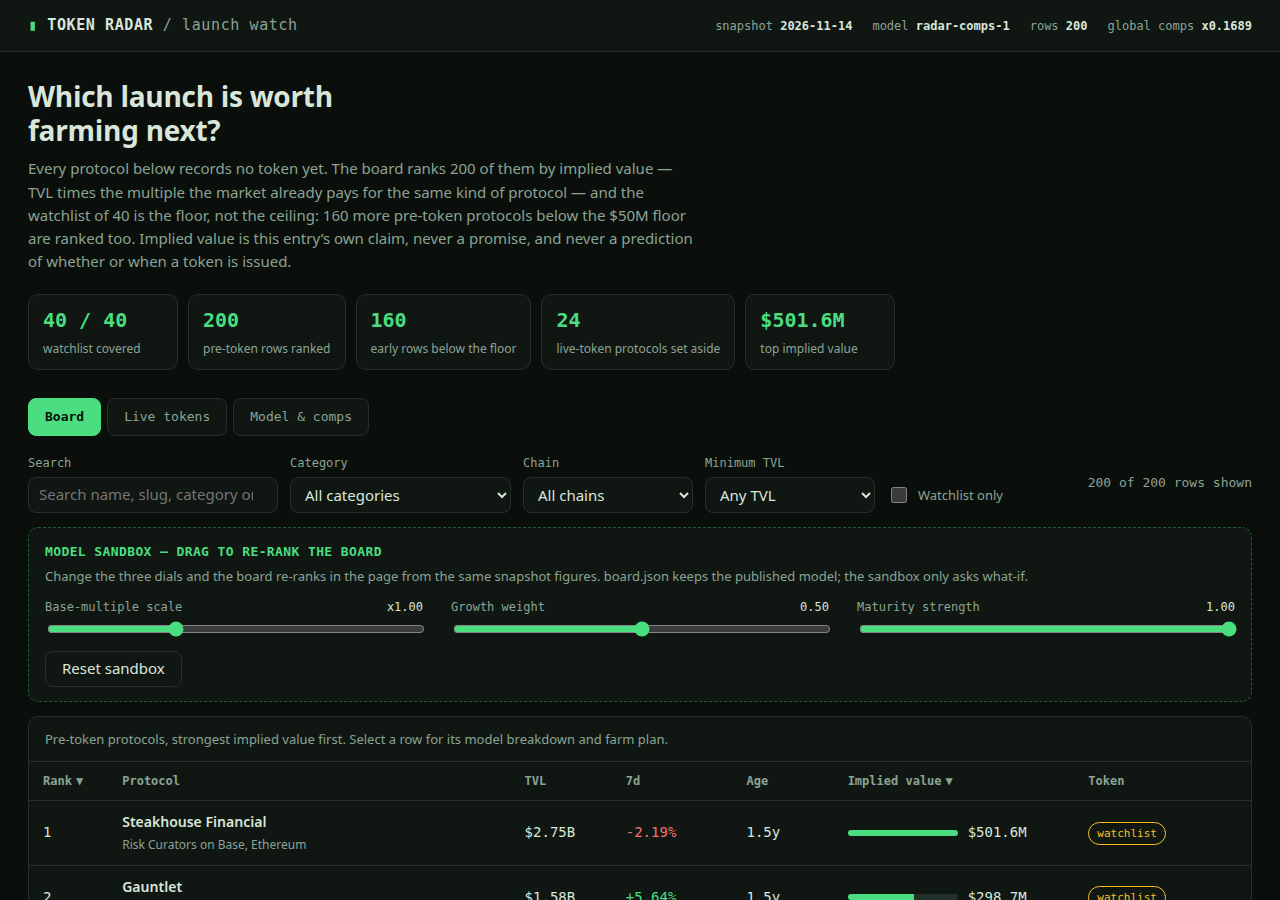 TOKEN RADAR / launch watch
snapshot 2026-11-14 model radar-comps-1 rows 200 global comps x0.1689
Which launch is worth
farming next?
Every protocol below records no token yet. The board ranks 200 of them by implied value —
TVL times the multiple the market already pays for the same kind of protocol — and the
watchlist of 40 is the floor, not the ceiling: 160 more pre-token protocols below the $50M floor
are ranked too. Implied value is this entry's own claim, never a promise, and never a prediction
of whether or when a token is issued.
40 / 40
watchlist covered
200
pre-token rows ranked
160
early rows below the floor
24
live-token protocols set aside
$501.6M
top implied value
Board
Live tokens
Model & comps
Search
Category
Chain
Minimum TVL
Search name, slug, category or
All categories
All chains
Any TVL
Watchlist only
200 of 200 rows shown
MODEL SANDBOX — DRAG TO RE-RANK THE BOARD
Change the three dials and the board re-ranks in the page from the same snapshot figures. board.json keeps the published model; the sandbox only asks what-if.
Base-multiple scale x1.00
Growth weight 0.50
Maturity strength 1.00
Reset sandbox
Pre-token protocols, strongest implied value first. Select a row for its model breakdown and farm plan.
Rank ▼ Protocol TVL 7d Age Implied value ▼ Token
1 Steakhouse Financial $2.75B -2.19% 1.5y $501.6M watchlist
Risk Curators on Base, Ethereum
2 Gauntlet $1.58B +5.64% 1.5y $298.7M watchlist